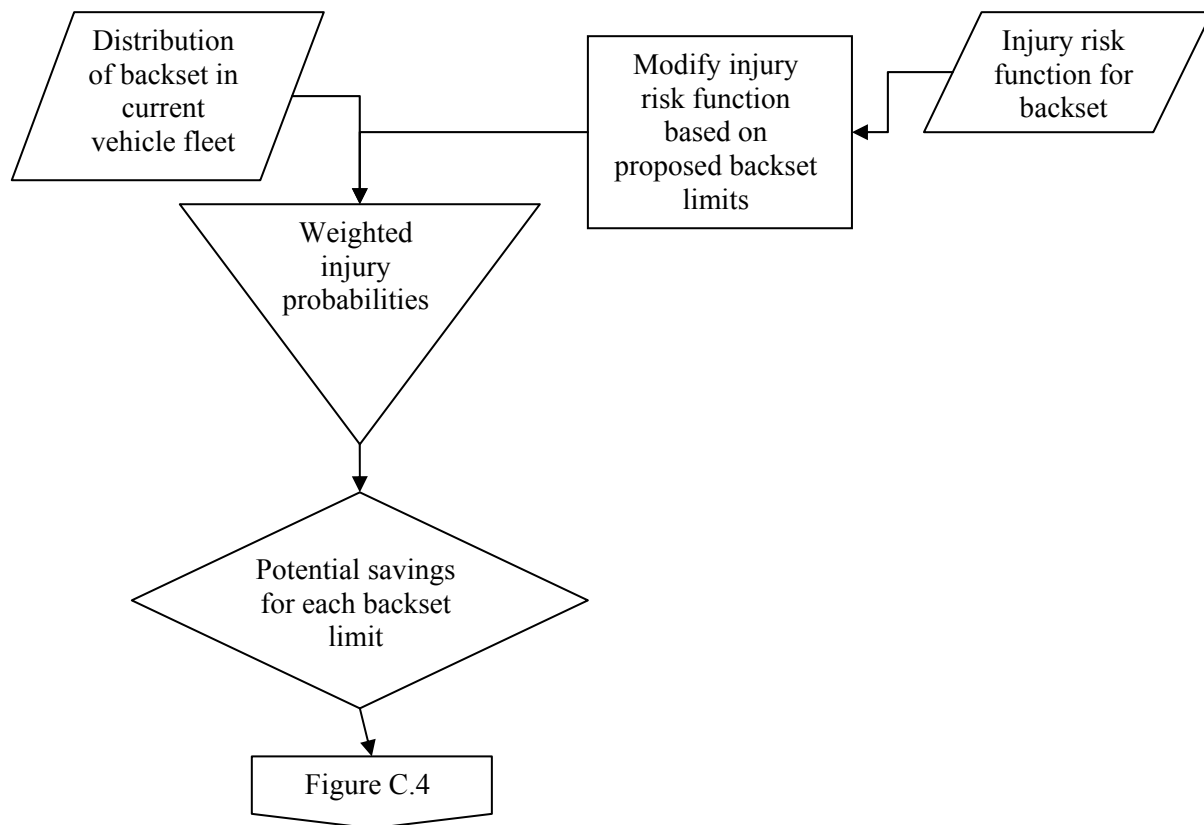 Distribution
of backset in
current
vehicle fleet
Modify injury
risk function
based on
proposed backset
limits
Injury risk
function for
backset
Weighted
injury
probabilities
Potential savings
for each backset
limit
Figure C.4